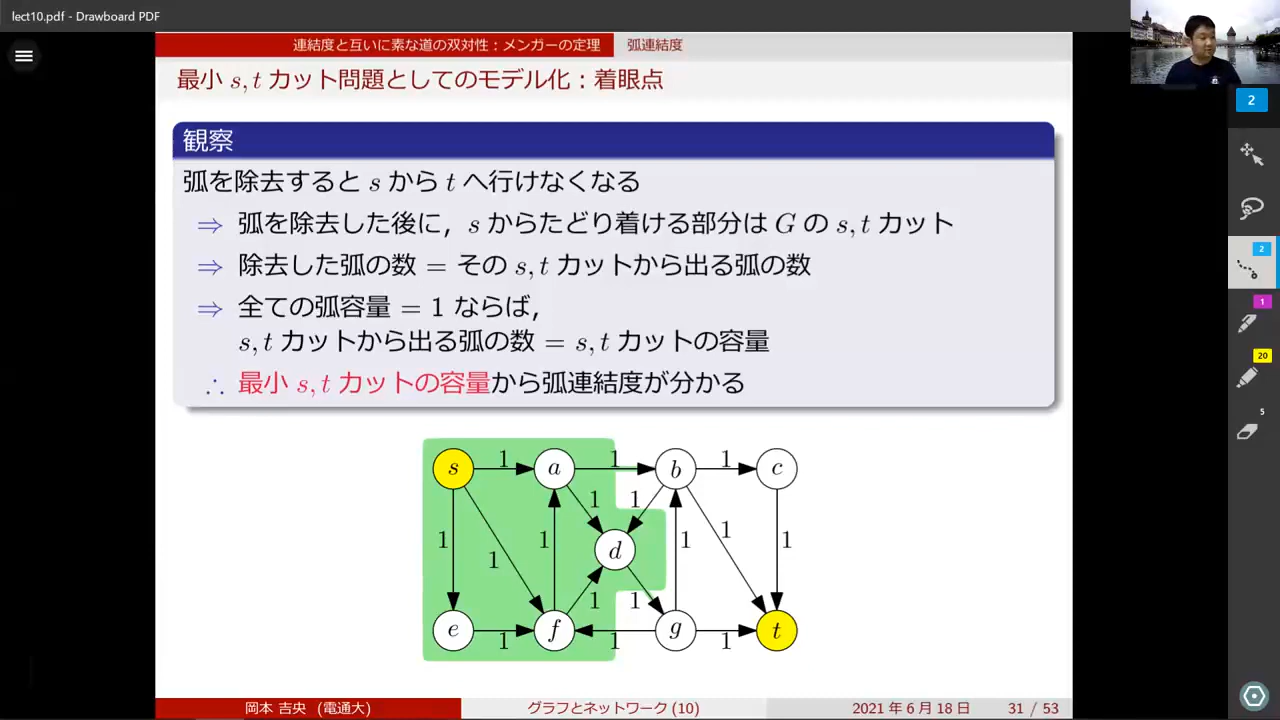 lect10.pdf - Drawboard PDF
連結度と互いに素な道の双対性：メンガーの定理 弧連結度
最小 s, t カット問題としてのモデル化：着眼点
観察
弧を除去すると s から t へ行けなくなる
⇒ 弧を除去した後に，s からたどり着ける部分は G の s, t カット
⇒ 除去した弧の数 = その s, t カットから出る弧の数
⇒ 全ての弧容量 = 1 ならば，
s, t カットから出る弧の数 = s, t カットの容量
∴ 最小 s, t カットの容量から弧連結度が分かる
s 1 a 1 b 1 c
1 1
1 1 1 1 1 1
d
1 1
e 1 f 1 g 1 t
岡本 吉央 (電通大) グラフとネットワーク (10) 2021 年 6 月 18 日 31 / 53
2
2
1
20
5